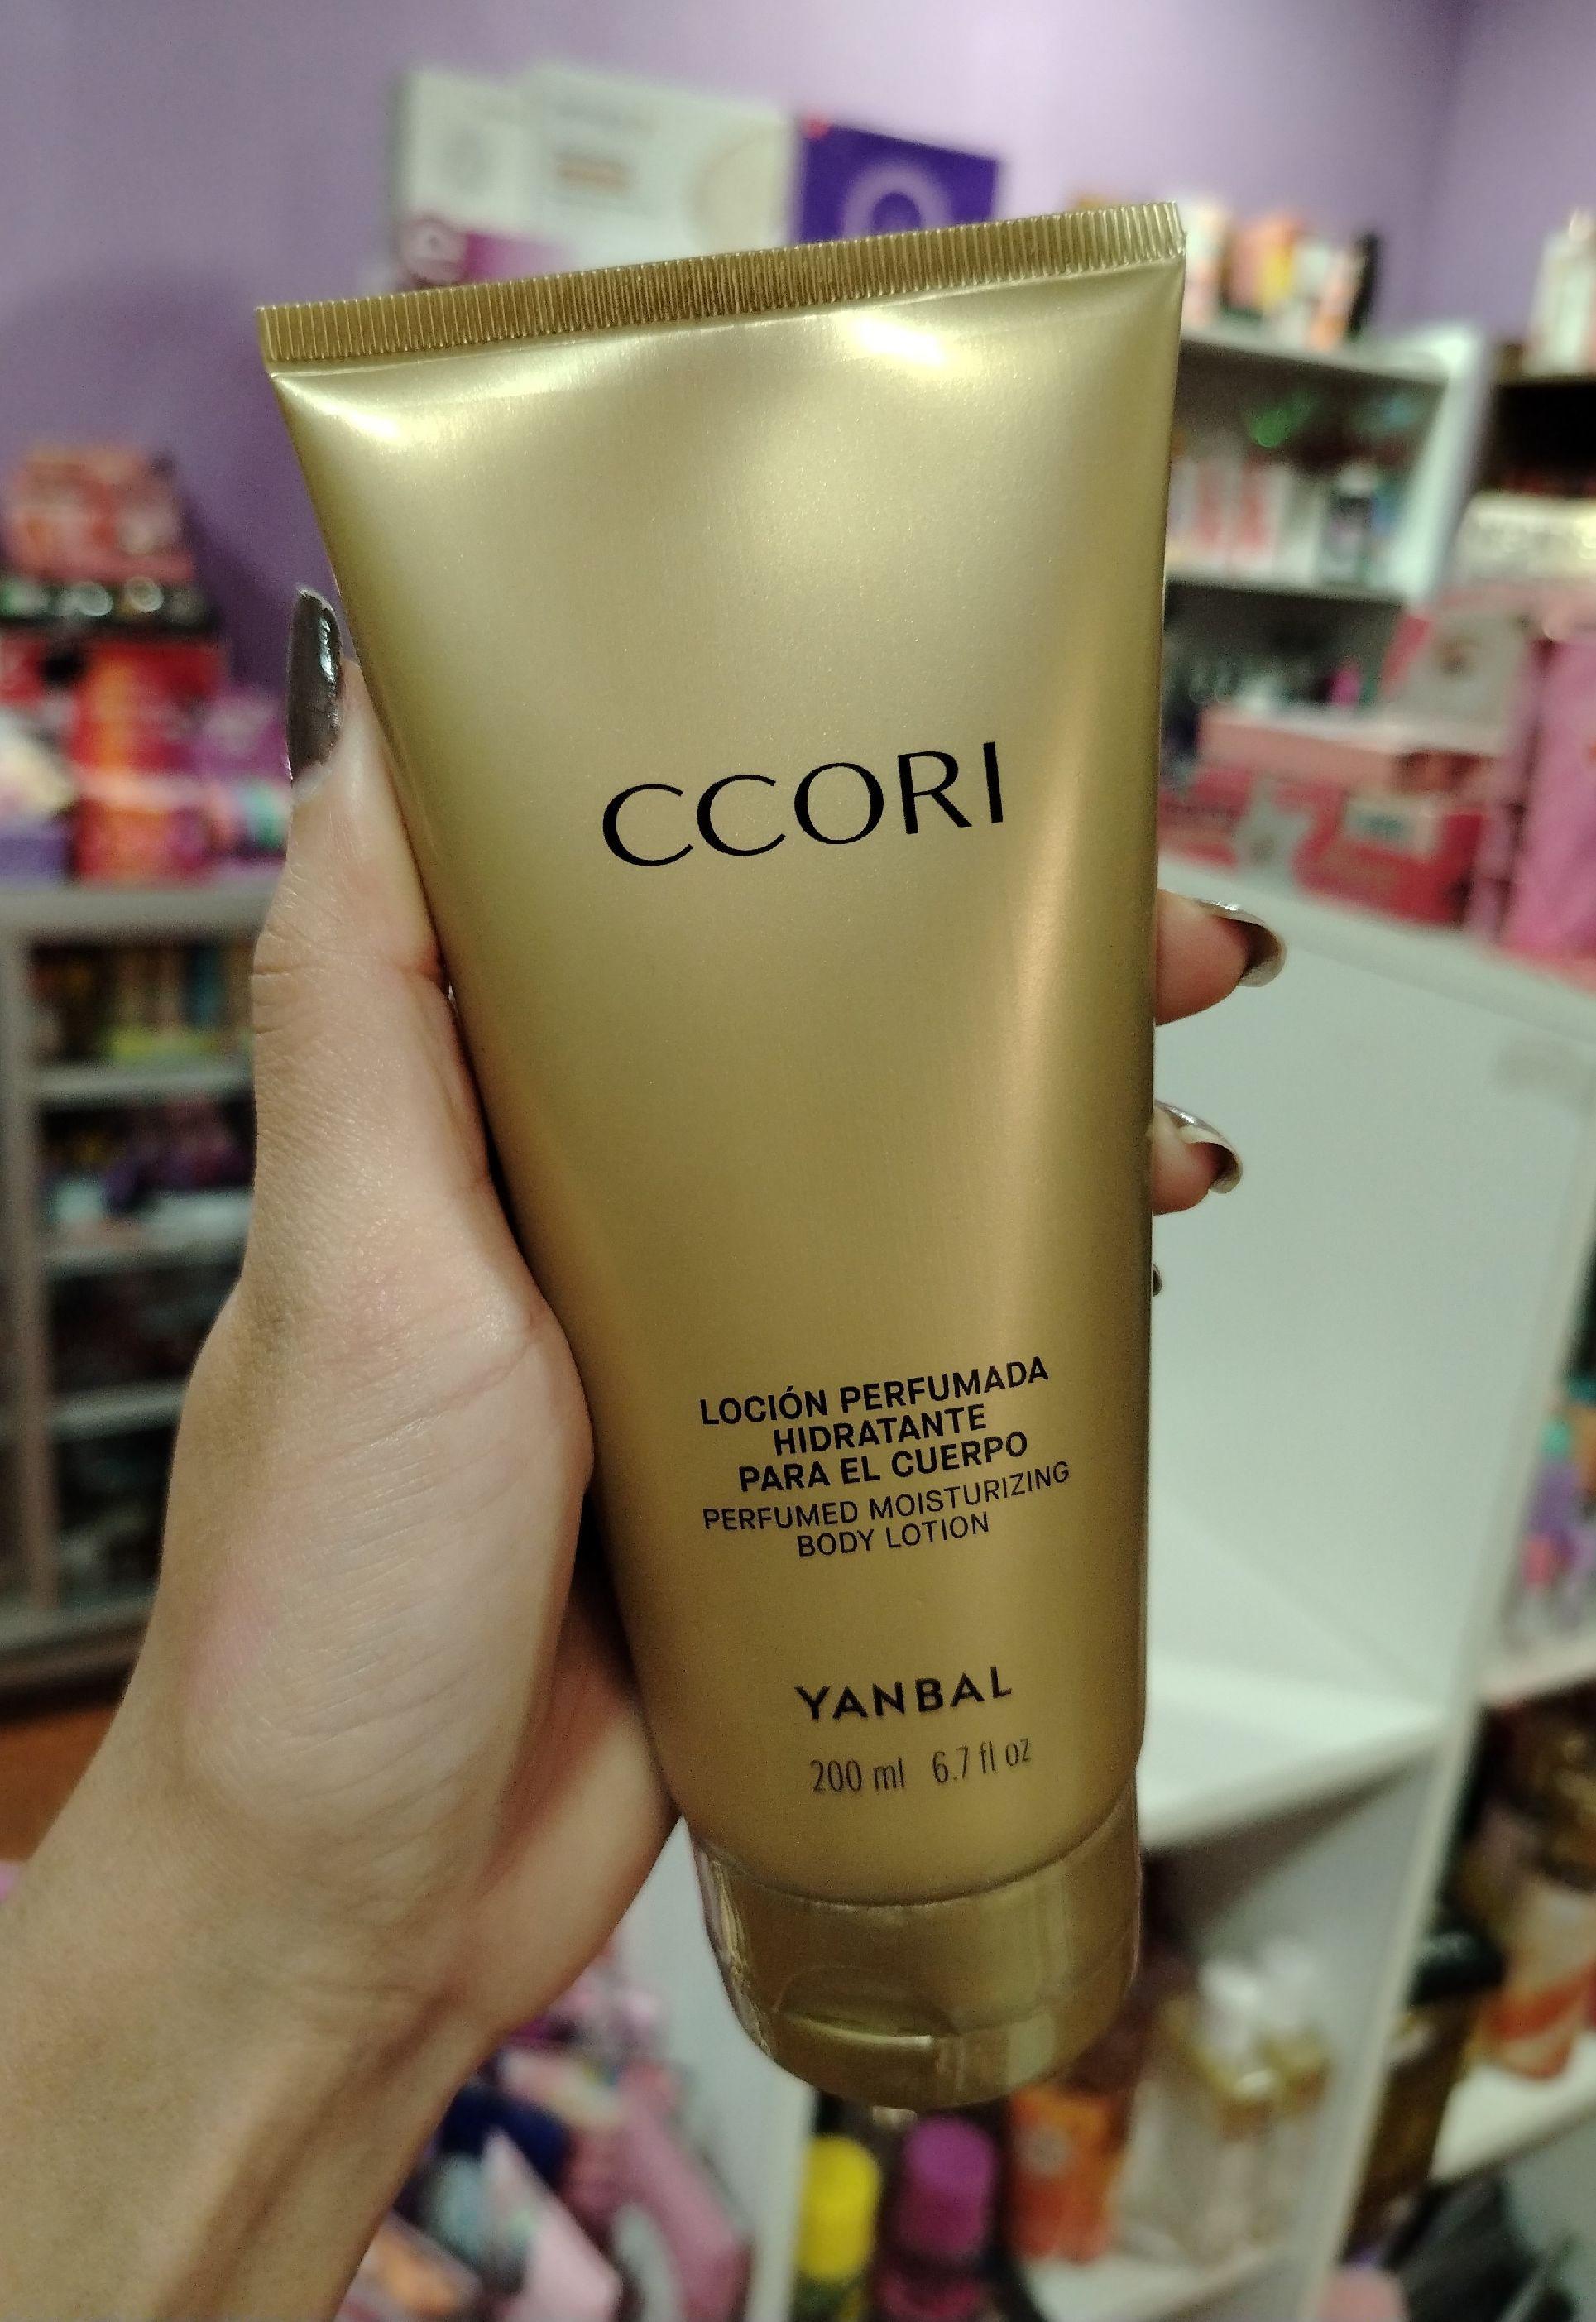 CCORI
LOCIÓN PERFUMADA
HIDRATANTE
PARA EL CUERPO
PERFUMED MOISTURIZING
BODY LOTION
YANBAL
200 ml 6.7 fl oz